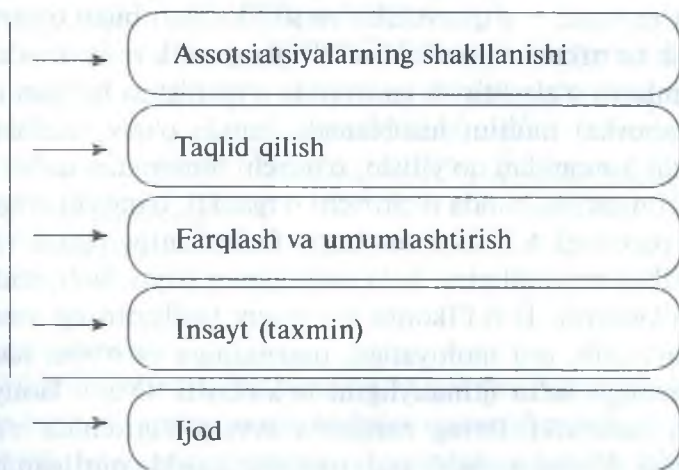 Assotsiatsiyalarning shakllanishi
Taqlid qilish
Farqlash va umumlashtirish
Insayt (taxmin)
Ijod